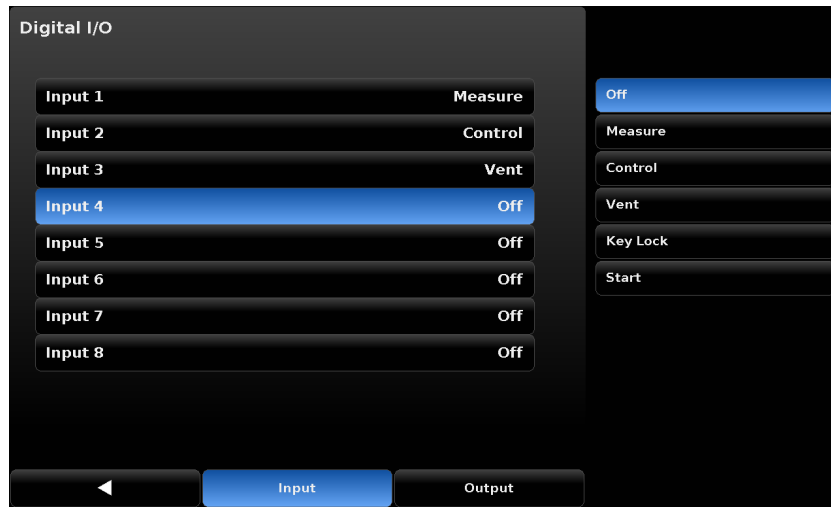 Digital I/O
Input 1 Measure
Input 2 Control
Input 3 Vent
Input 4 Off
Input 5 Off
Input 6 Off
Input 7 Off
Input 8 Off
Off
Measure
Control
Vent
Key Lock
Start
Input Output